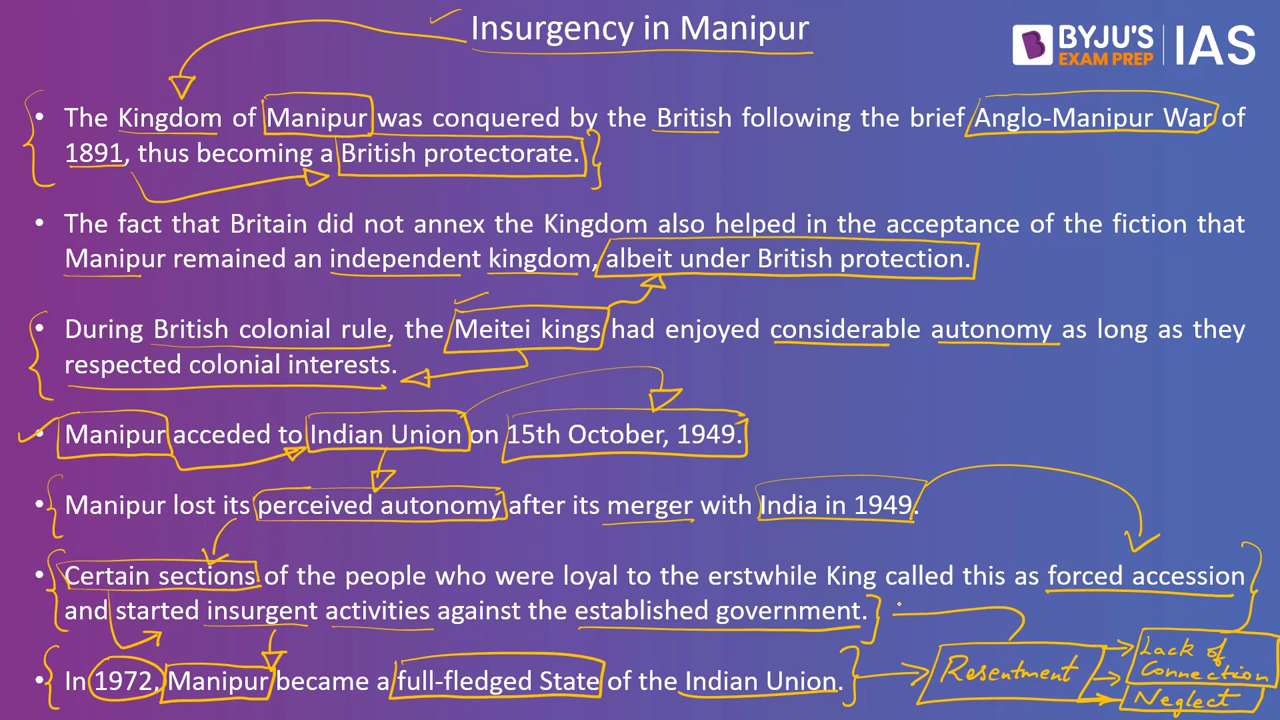 Insurgency in Manipur
BYJU'S
EXAM PREP
IAS
• The Kingdom of Manipur was conquered by the British following the brief Anglo-Manipur War of
1891, thus becoming a British protectorate.
• The fact that Britain did not annex the Kingdom also helped in the acceptance of the fiction that
Manipur remained an independent kingdom, albeit under British protection.
• During British colonial rule, the Meitei kings had enjoyed considerable autonomy as long as they
respected colonial interests.
• Manipur acceded to Indian Union on 15th October, 1949.
• Manipur lost its perceived autonomy after its merger with India in 1949.
• Certain sections of the people who were loyal to the erstwhile King called this as forced accession
and started insurgent activities against the established government.
• In 1972, Manipur became a full-fledged State of the Indian Union.
Resentment
Lack of
Connection
Neglect